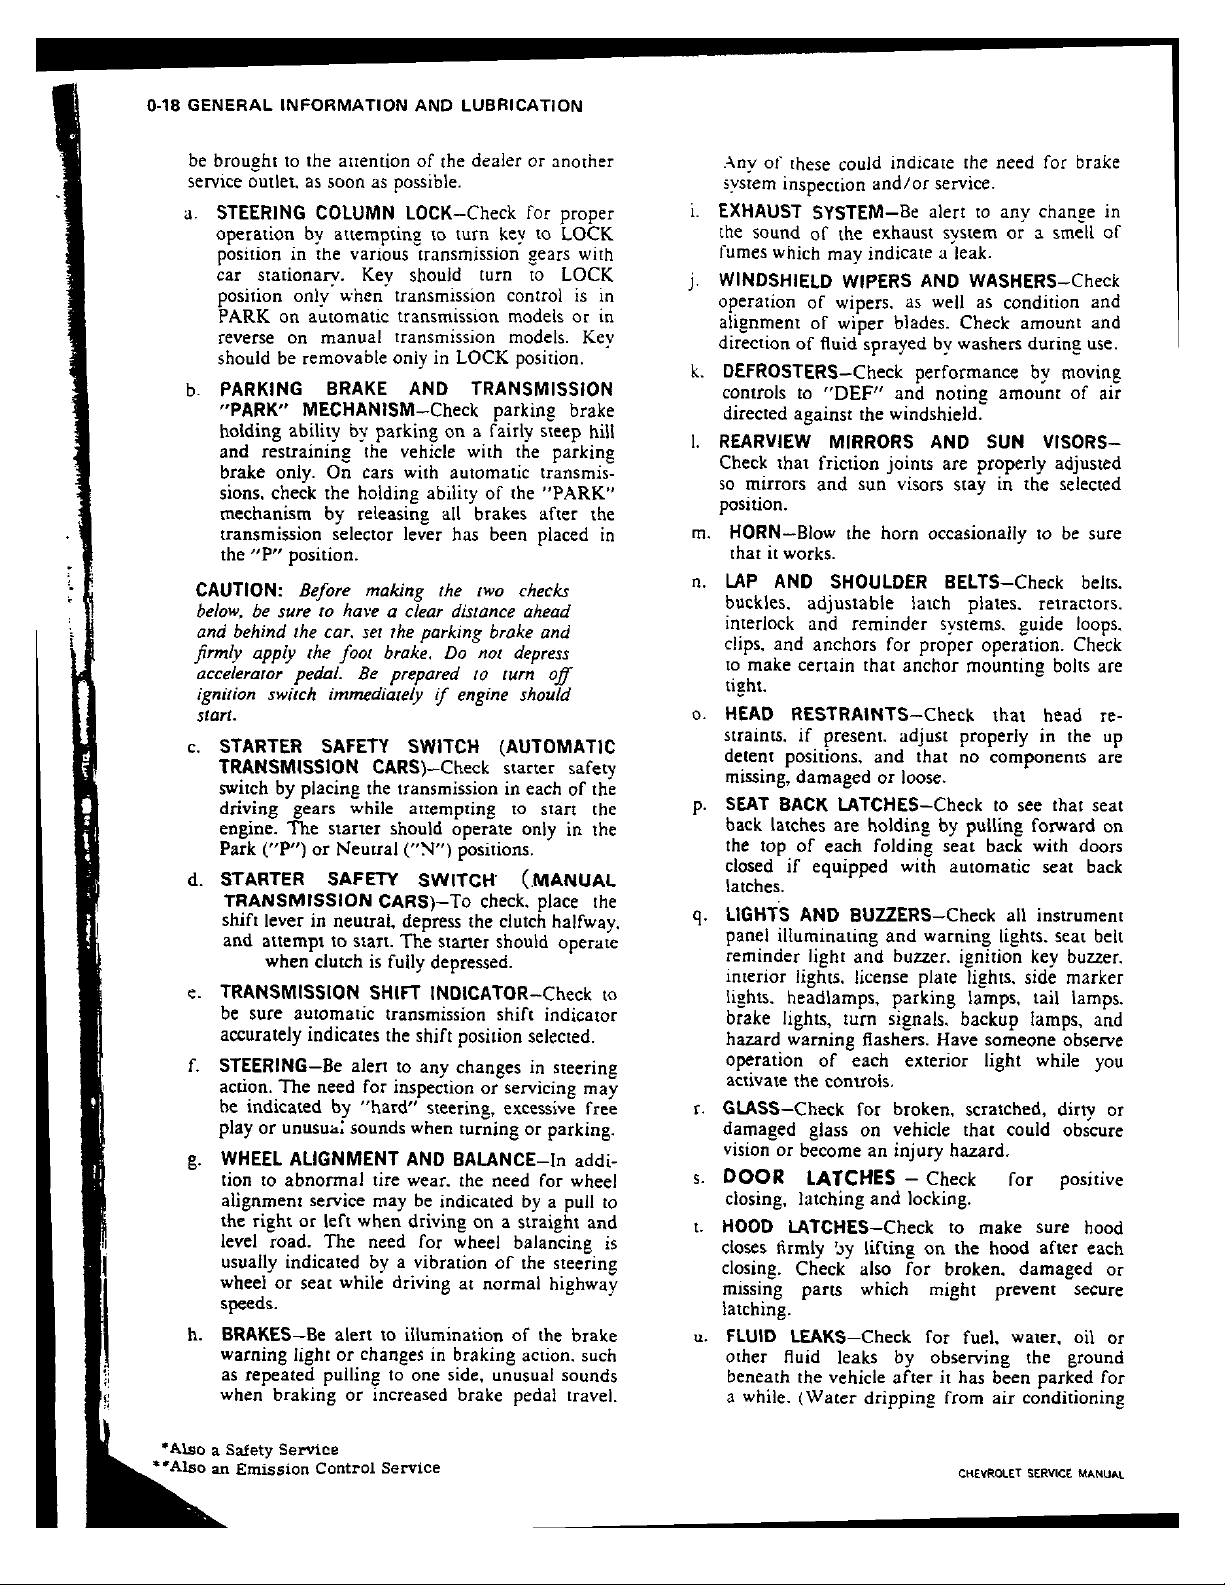 0-18 GENERAL INFORMATION AND LUBRICATION
be brought to the attention of the dealer or another
service outlet, as soon as possible.
a. STEERING COLUMN LOCK—Check for proper
operation by attempting to turn key to LOCK
position in the various transmission gears with
car stationary. Key should turn to LOCK
position only when transmission control is in
PARK on automatic transmission models or in
reverse on manual transmission models. Key
should be removable only in LOCK position.
b. PARKING BRAKE AND TRANSMISSION
"PARK" MECHANISM—Check parking brake
holding ability by parking on a fairly steep hill
and restraining the vehicle with the parking
brake only. On cars with automatic transmis-
sions, check the holding ability of the "PARK"
mechanism by releasing all brakes after the
transmission selector lever has been placed in
the "P" position.
CAUTION: Before making the two checks
below, be sure to have a clear distance ahead
and behind the car, set the parking brake and
firmly apply the foot brake. Do not depress
accelerator pedal. Be prepared to turn off
ignition switch immediately if engine should
start.
c. STARTER SAFETY SWITCH (AUTOMATIC
TRANSMISSION CARS)—Check starter safety
switch by placing the transmission in each of the
driving gears while attempting to start the
engine. The starter should operate only in the
Park ("P") or Neutral ("N") positions.
d. STARTER SAFETY SWITCH (MANUAL
TRANSMISSION CARS)—To check, place the
shift lever in neutral, depress the clutch halfway,
and attempt to start. The starter should operate
when clutch is fully depressed.
e. TRANSMISSION SHIFT INDICATOR—Check to
be sure automatic transmission shift indicator
accurately indicates the shift position selected.
f. STEERING—Be alert to any changes in steering
action. The need for inspection or servicing may
be indicated by "hard" steering, excessive free
play or unusual sounds when turning or parking.
g. WHEEL ALIGNMENT AND BALANCE—In addi-
tion to abnormal tire wear, the need for wheel
alignment service may be indicated by a pull to
the right or left when driving on a straight and
level road. The need for wheel balancing is
usually indicated by a vibration of the steering
wheel or seat while driving at normal highway
speeds.
h. BRAKES—Be alert to illumination of the brake
warning light or changes in braking action, such
as repeated pulling to one side, unusual sounds
when braking or increased brake pedal travel.
Any of these could indicate the need for brake
system inspection and/or service.
i. EXHAUST SYSTEM—Be alert to any change in
the sound of the exhaust system or a smell of
fumes which may indicate a leak.
j. WINDSHIELD WIPERS AND WASHERS—Check
operation of wipers, as well as condition and
alignment of wiper blades. Check amount and
direction of fluid sprayed by washers during use.
k. DEFROSTERS—Check performance by moving
controls to "DEF" and noting amount of air
directed against the windshield.
l. REARVIEW MIRRORS AND SUN VISORS—
Check that friction joints are properly adjusted
so mirrors and sun visors stay in the selected
position.
m. HORN—Blow the horn occasionally to be sure
that it works.
n. LAP AND SHOULDER BELTS—Check belts,
buckles, adjustable latch plates, retractors,
interlock and reminder systems, guide loops,
clips, and anchors for proper operation. Check
to make certain that anchor mounting bolts are
tight.
o. HEAD RESTRAINTS—Check that head re-
straints, if present, adjust properly in the up
detent positions, and that no components are
missing, damaged or loose.
p. SEAT BACK LATCHES—Check to see that seat
back latches are holding by pulling forward on
the top of each folding seat back with doors
closed if equipped with automatic seat back
latches.
q. LIGHTS AND BUZZERS—Check all instrument
panel illuminating and warning lights, seat belt
reminder light and buzzer, ignition key buzzer,
interior lights, license plate lights, side marker
lights, headlamps, parking lamps, tail lamps,
brake lights, turn signals, backup lamps, and
hazard warning flashers. Have someone observe
operation of each exterior light while you
activate the controls.
r. GLASS—Check for broken, scratched, dirty or
damaged glass on vehicle that could obscure
vision or become an injury hazard.
s. DOOR LATCHES — Check for positive
closing, latching and locking.
t. HOOD LATCHES—Check to make sure hood
closes firmly by lifting on the hood after each
closing. Check also for broken, damaged or
missing parts which might prevent secure
latching.
u. FLUID LEAKS—Check for fuel, water, oil or
other fluid leaks by observing the ground
beneath the vehicle after it has been parked for
a while. (Water dripping from air conditioning
*Also a Safety Service
**Also an Emission Control Service
CHEVROLET SERVICE MANUAL